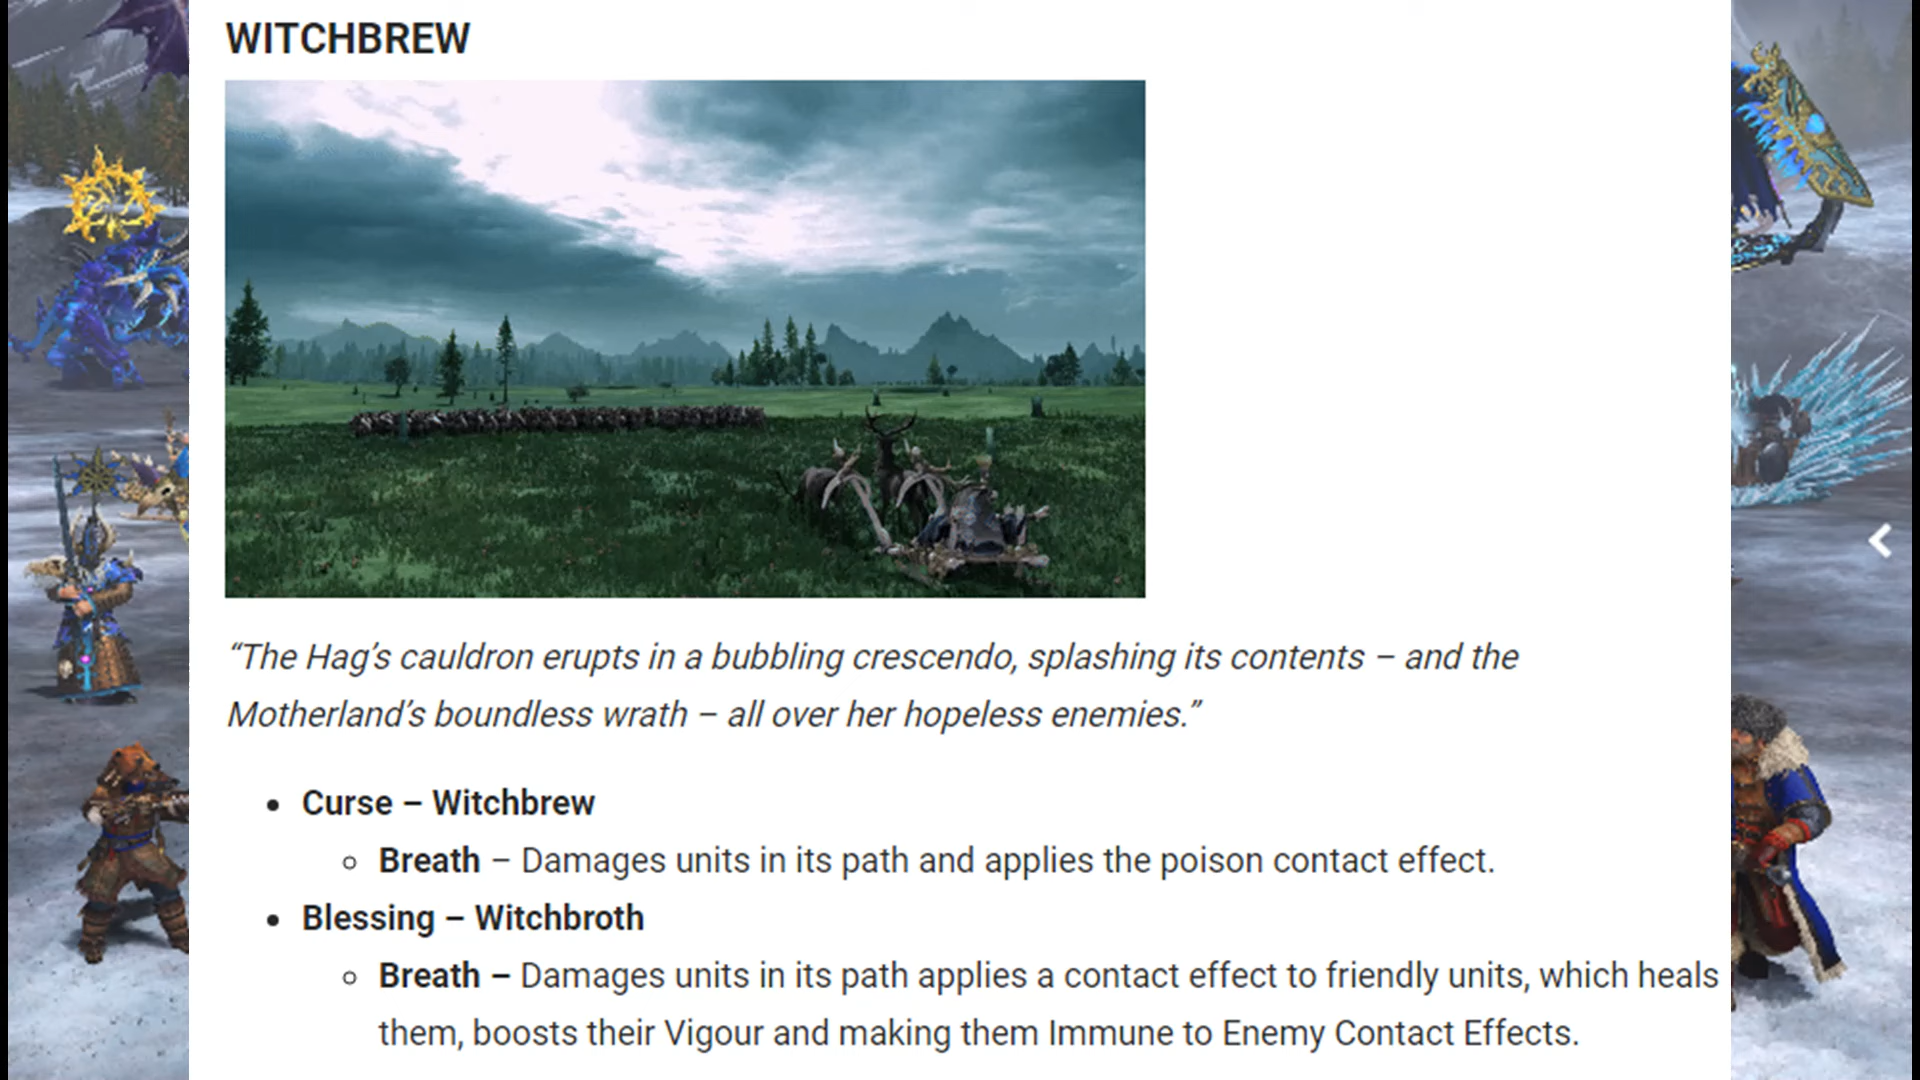 WITCHBREW
“The Hag’s cauldron erupts in a bubbling crescendo, splashing its contents – and the
Motherland’s boundless wrath – all over her hopeless enemies.”
Curse – Witchbrew
Breath – Damages units in its path and applies the poison contact effect.
Blessing – Witchbroth
Breath – Damages units in its path applies a contact effect to friendly units, which heals
them, boosts their Vigour and making them Immune to Enemy Contact Effects.